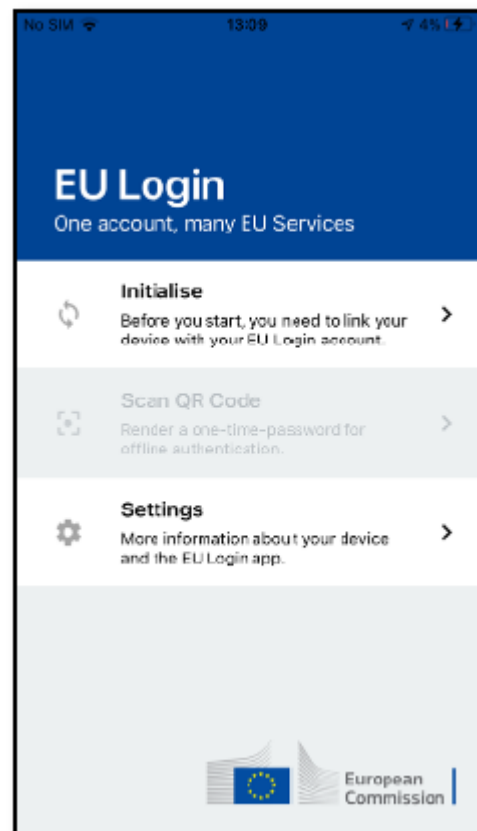 No SIM 13:09 4%
EU Login
One account, many EU Services
Initialise
Before you start, you need to link your
device with your EU Login account.
Scan QR Code
Render a one-time-password for
offline authentication.
Settings
More information about your device
and the EU Login app.
European
Commission